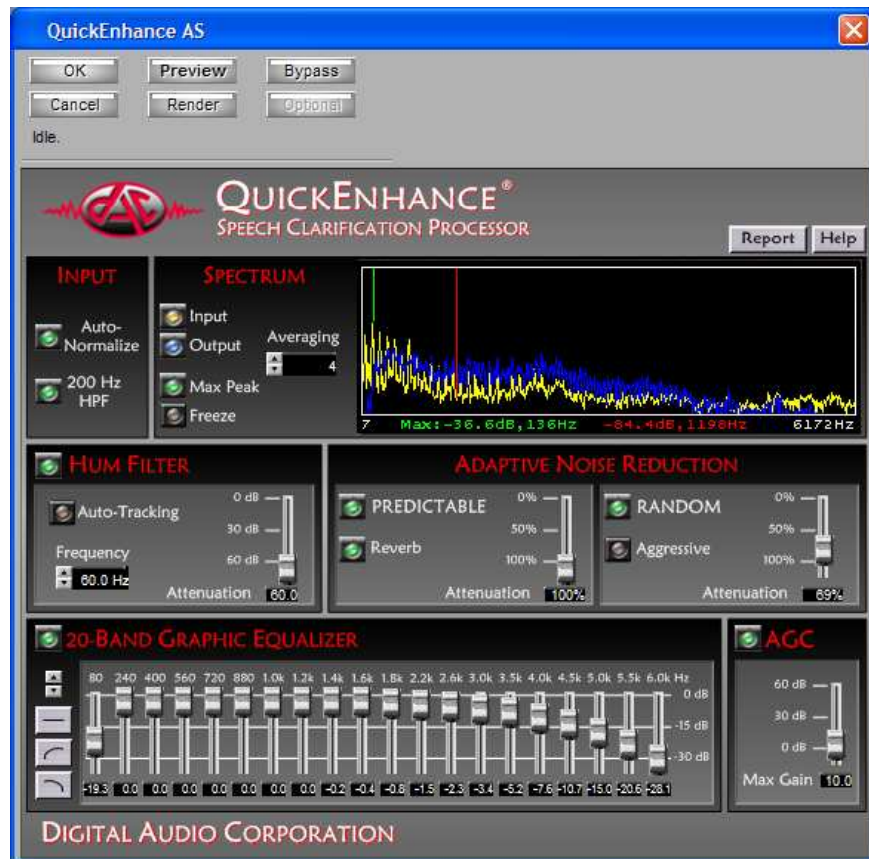 QuickEnhance AS
OK Preview Bypass
Cancel Render Optional
Idle.
DAC
QUICKENHANCE®
SPEECH CLARIFICATION PROCESSOR
Report Help
INPUT
Auto-Normalize
200 Hz HPF
SPECTRUM
Input
Output
Max Peak
Freeze
Averaging
4
7 Max:-36.6dB,136Hz -84.4dB,1198Hz 6172Hz
HUM FILTER
Auto-Tracking
Frequency
60.0 Hz
0 dB
30 dB
60 dB
Attenuation 60.0
ADAPTIVE NOISE REDUCTION
PREDICTABLE
Reverb
0%
50%
100%
Attenuation 100%
RANDOM
Aggressive
0%
50%
100%
Attenuation 69%
20-BAND GRAPHIC EQUALIZER
80 240 400 560 720 880 1.0k 1.2k 1.4k 1.6k 1.8k 2.2k 2.6k 3.0k 3.5k 4.0k 4.5k 5.0k 5.5k 6.0k Hz
0 dB
-15 dB
-30 dB
-19.3 0.0 0.0 0.0 0.0 0.0 0.0 0.0 -0.2 -0.4 -0.8 -1.5 -2.3 -3.4 -5.2 -7.6 -10.7 -15.0 -20.6 -28.1
AGC
60 dB
30 dB
0 dB
Max Gain 10.0
DIGITAL AUDIO CORPORATION